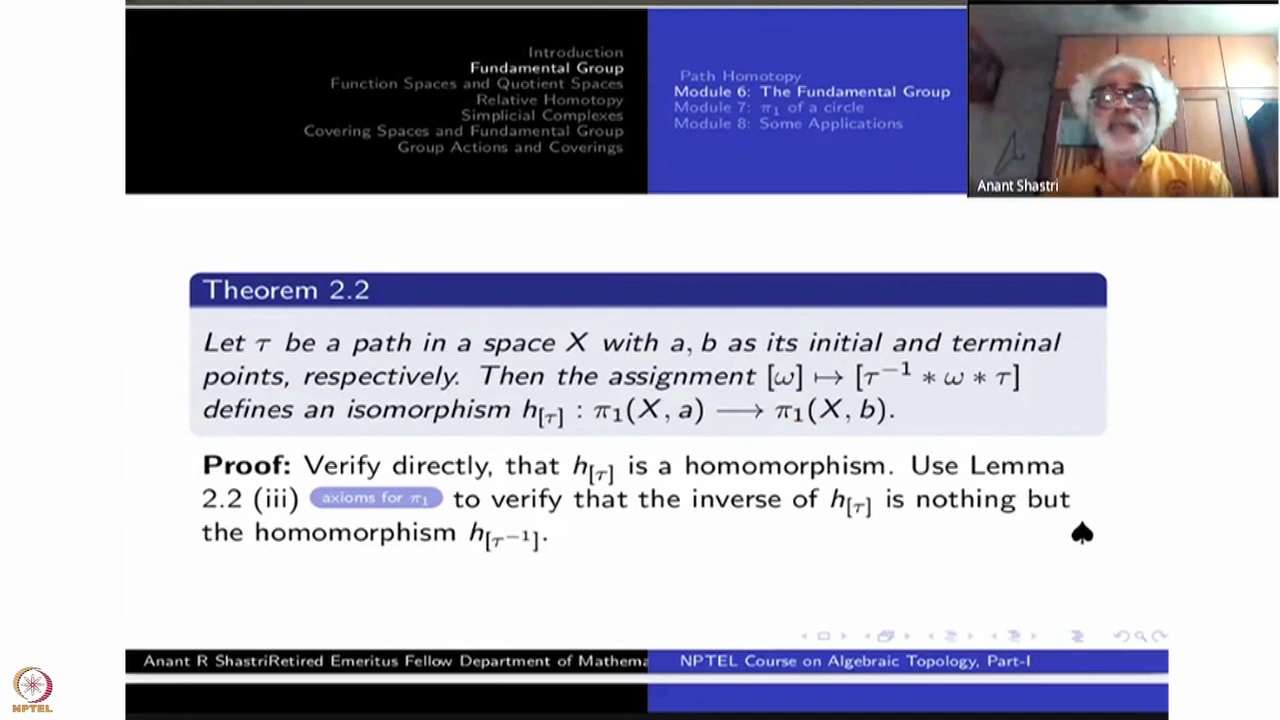 Introduction
Fundamental Group
Function Spaces and Quotient Spaces
Relative Homotopy
Simplicial Complexes
Covering Spaces and Fundamental Group
Group Actions and Coverings
Path Homotopy
Module 6: The Fundamental Group
Module 7: π₁ of a circle
Module 8: Some Applications
Anant Shastri
Theorem 2.2
Let τ be a path in a space X with a, b as its initial and terminal
points, respectively. Then the assignment [ω] ↦ [τ⁻¹ * ω * τ]
defines an isomorphism h[τ] : π₁(X, a) ⟶ π₁(X, b).
Proof: Verify directly, that h[τ] is a homomorphism. Use Lemma
2.2 (iii) axioms for π₁ to verify that the inverse of h[τ] is nothing but
the homomorphism h[τ⁻¹]. ♠
Anant R ShastriRetired Emeritus Fellow Department of Mathema
NPTEL Course on Algebraic Topology, Part-I
NPTEL